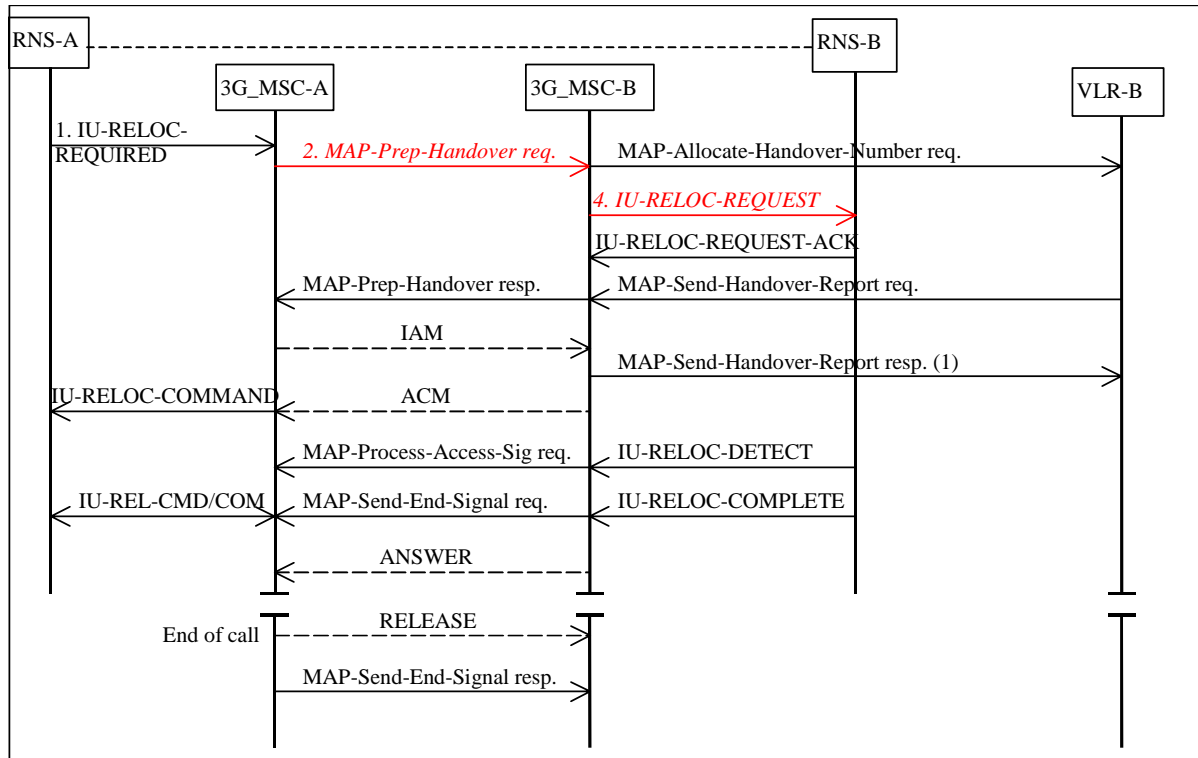 RNS-A
RNS-B
3G_MSC-A
3G_MSC-B
VLR-B
1. IU-RELOC-
REQUIRED
2. MAP-Prep-Handover req.
MAP-Allocate-Handover-Number req.
4. IU-RELOC-REQUEST
IU-RELOC-REQUEST-ACK
MAP-Prep-Handover resp.
MAP-Send-Handover-Report req.
IAM
MAP-Send-Handover-Report resp. (1)
IU-RELOC-COMMAND
ACM
MAP-Process-Access-Sig req.
IU-RELOC-DETECT
IU-REL-CMD/COM
MAP-Send-End-Signal req.
IU-RELOC-COMPLETE
ANSWER
End of call
RELEASE
MAP-Send-End-Signal resp.